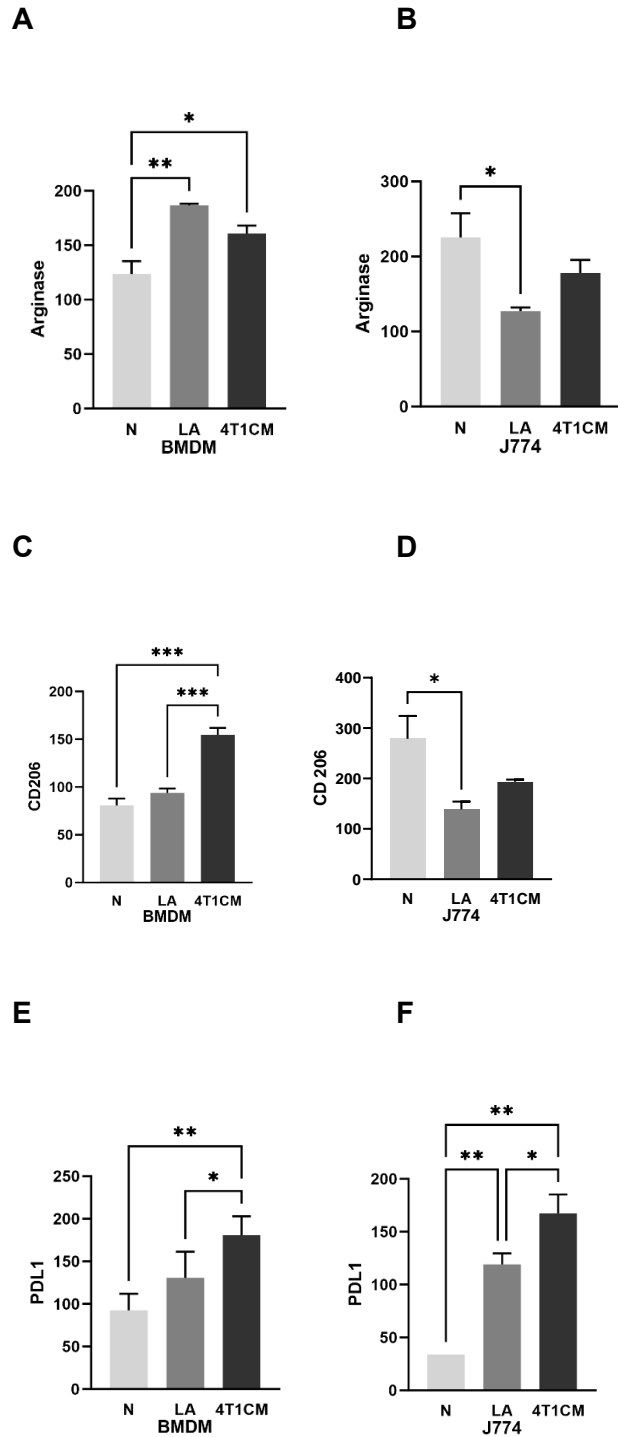 A
*
**
200
150
100
50
0
Arginase
N LA 4T1CM
BMDM
B
*
300
200
100
0
Arginase
N LA 4T1CM
J774
C
***
***
200
150
100
50
0
CD206
N LA 4T1CM
BMDM
D
*
400
300
200
100
0
CD 206
N LA 4T1CM
J774
E
**
*
250
200
150
100
50
0
PDL1
N LA 4T1CM
BMDM
F
**
** *
200
150
100
50
0
PDL1
N LA 4T1CM
J774